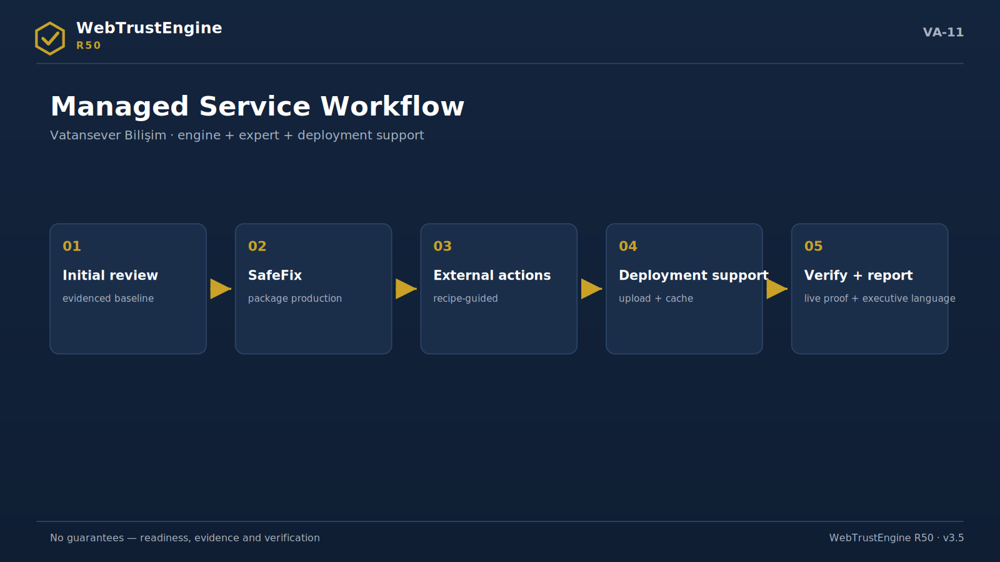 WebTrustEngine
R50
VA-11
Managed Service Workflow
Vatansever Bilişim · engine + expert + deployment support
01
Initial review
evidenced baseline
02
SafeFix
package production
03
External actions
recipe-guided
04
Deployment support
upload + cache
05
Verify + report
live proof + executive language
No guarantees — readiness, evidence and verification
WebTrustEngine R50 · v3.5